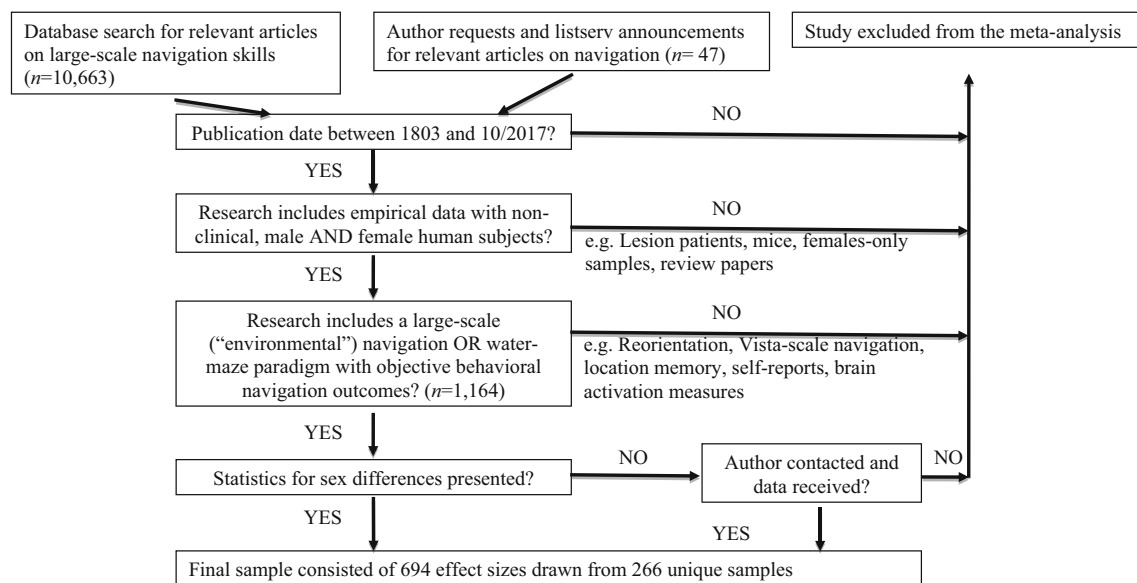 Database search for relevant articles
on large-scale navigation skills
(n=10,663)
Author requests and listserv announcements
for relevant articles on navigation (n= 47)
Study excluded from the meta-analysis
Publication date between 1803 and 10/2017?
NO
YES
Research includes empirical data with non-
clinical, male AND female human subjects?
NO
e.g. Lesion patients, mice, females-only
samples, review papers
YES
Research includes a large-scale
(“environmental”) navigation OR water-
maze paradigm with objective behavioral
navigation outcomes? (n=1,164)
NO
e.g. Reorientation, Vista-scale navigation,
location memory, self-reports, brain
activation measures
YES
Statistics for sex differences presented?
NO
Author contacted and
data received?
NO
YES
YES
Final sample consisted of 694 effect sizes drawn from 266 unique samples